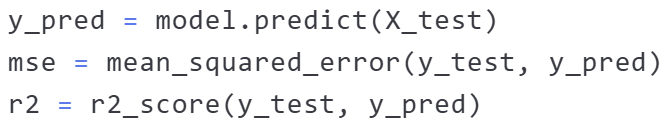 y_pred = model.predict(X_test)
mse = mean_squared_error(y_test, y_pred)
r2 = r2_score(y_test, y_pred)